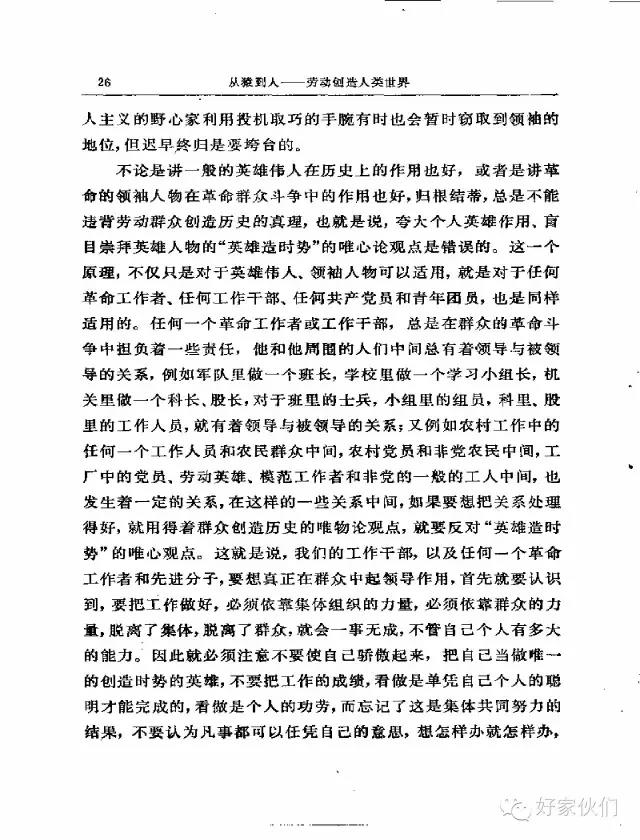 26 从猿到人——劳动创造人类世界
人主义的野心家利用投机取巧的手腕有时也会暂时窃取到领袖的
地位,但迟早终归是要垮台的。
不论是讲一般的英雄伟人在历史上的作用也好,或者是讲革
命的领袖人物在革命群众斗争中的作用也好,归根结蒂,总是不能
违背劳动群众创造历史的真理,也就是说,夸大个人英雄作用、盲
目崇拜英雄人物的“英雄造时势”的唯心论观点是错误的。这一个
原理,不仅只是对于英雄伟人、领袖人物可以适用,就是对于任何
革命工作者、任何工作干部、任何共产党员和青年团员,也是同样
适用的。任何一个革命工作者或工作干部,总是在群众的革命斗
争中担负着一些责任,他和他周围的人们中间总有着领导与被领
导的关系,例如军队里做一个班长,学校里做一个学习小组长,机
关里做一个科长、股长,对于班里的士兵,小组里的组员,科里、股
里的工作人员,就有着领导与被领导的关系;又例如农村工作中的
任何一个工作人员和农民群众中间,农村党员和非党农民中间,工
厂中的党员、劳动英雄、模范工作者和非党的一般的工人中间,也
发生着一定的关系,在这样的一些关系中间,如果要想把关系处理
得好,就用得着群众创造历史的唯物论观点,就要反对“英雄造时
势”的唯心观点。这就是说,我们的工作干部,以及任何一个革命
工作者和先进分子,要想真正在群众中起领导作用,首先就要认识
到,要把工作做好,必须依靠集体组织的力量,必须依靠群众的力
量,脱离了集体,脱离了群众,就会一事无成,不管自己个人有多大
的能力。因此就必须注意不要使自己骄傲起来,把自己当做唯一
的创造时势的英雄,不要把工作的成绩,看做是单凭自己个人的聪
明才能完成的,看做是个人的功劳,而忘记了这是集体共同努力的
结果,不要认为凡事都可以任凭自己的意思,想怎样办就怎样办,
好家伙们